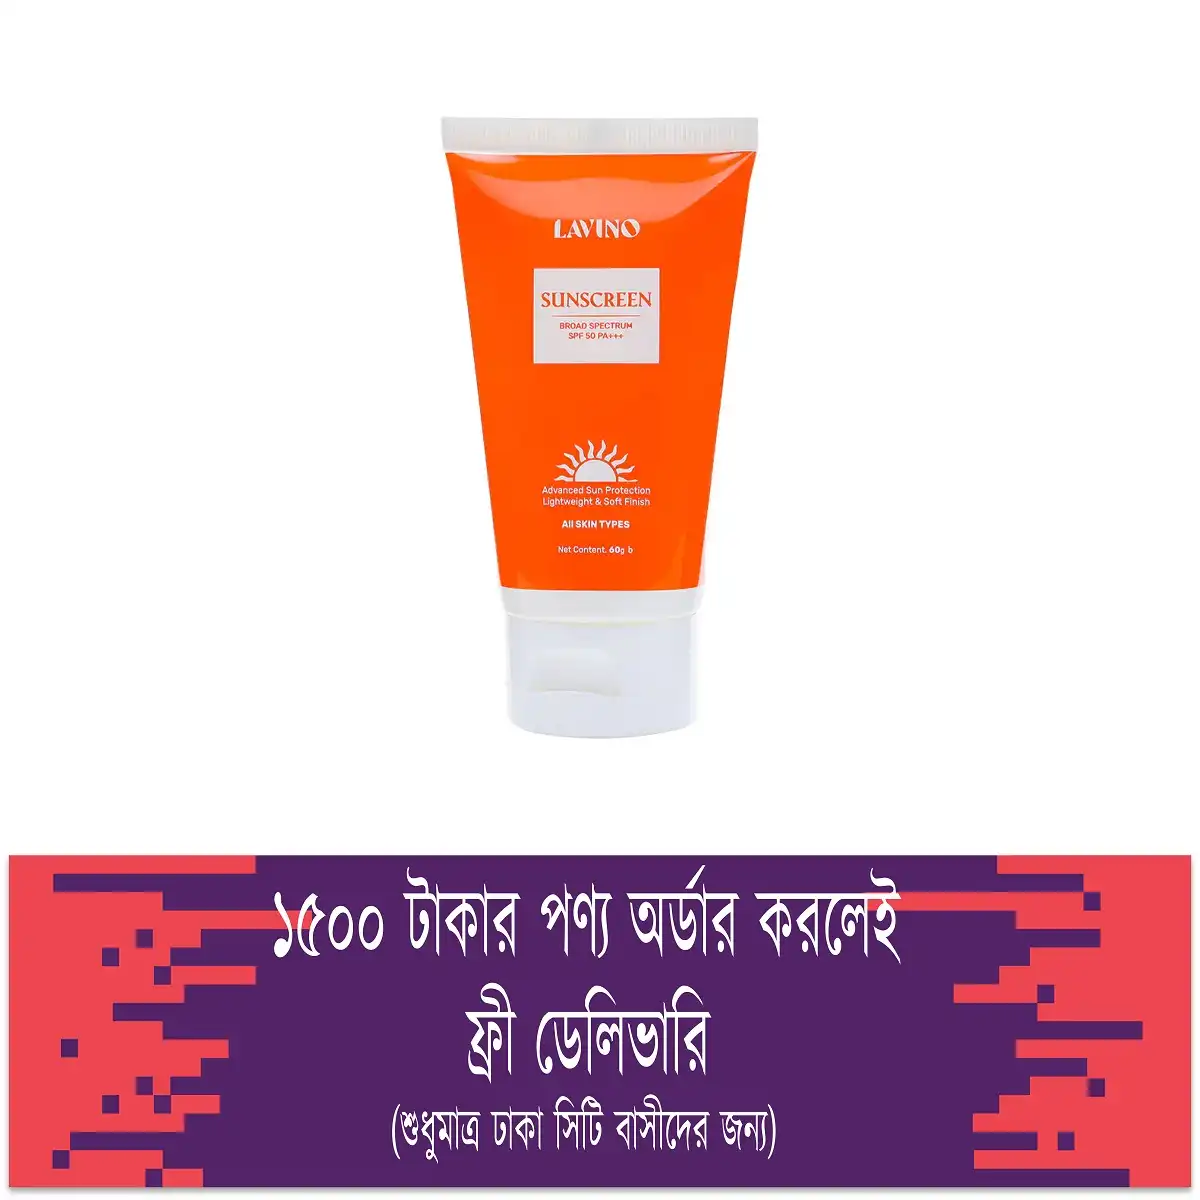 LAVINO
SUNSCREEN
BROAD SPECTRUM
SPF 50 PA+++
Advanced Sun Protection
Lightweight & Soft Finish
All SKIN TYPES
Net Content. 60g b
১৫০০ টাকার পণ্য অর্ডার করলেই
ফ্রী ডেলিভারি
(শুধুমাত্র ঢাকা সিটি বাসীদের জন্য)